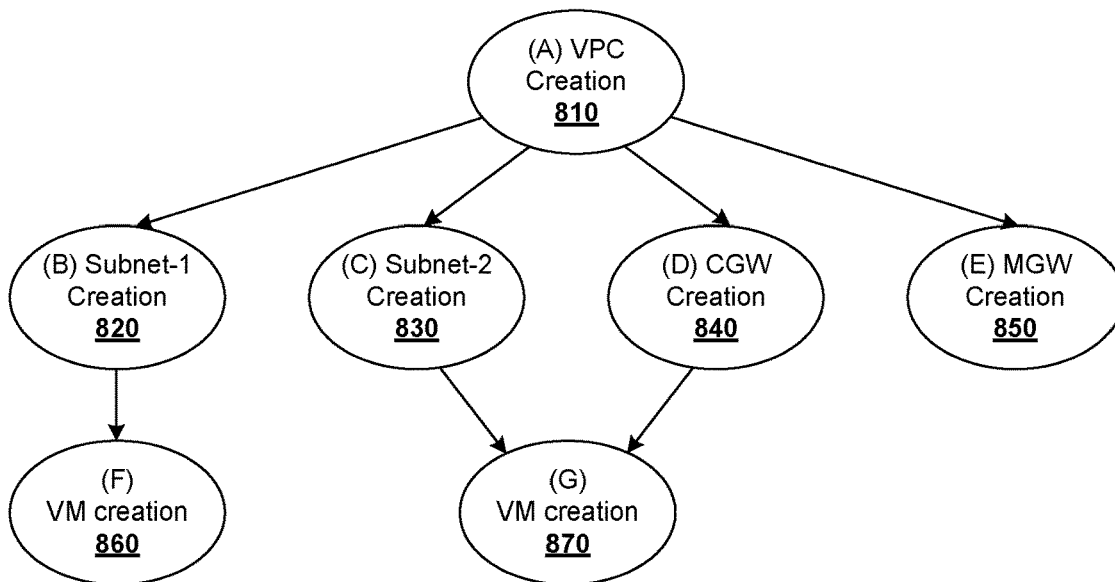 (A) VPC
Creation
810
(B) Subnet-1
Creation
820
(C) Subnet-2
Creation
830
(D) CGW
Creation
840
(E) MGW
Creation
850
(F)
VM creation
860
(G)
VM creation
870